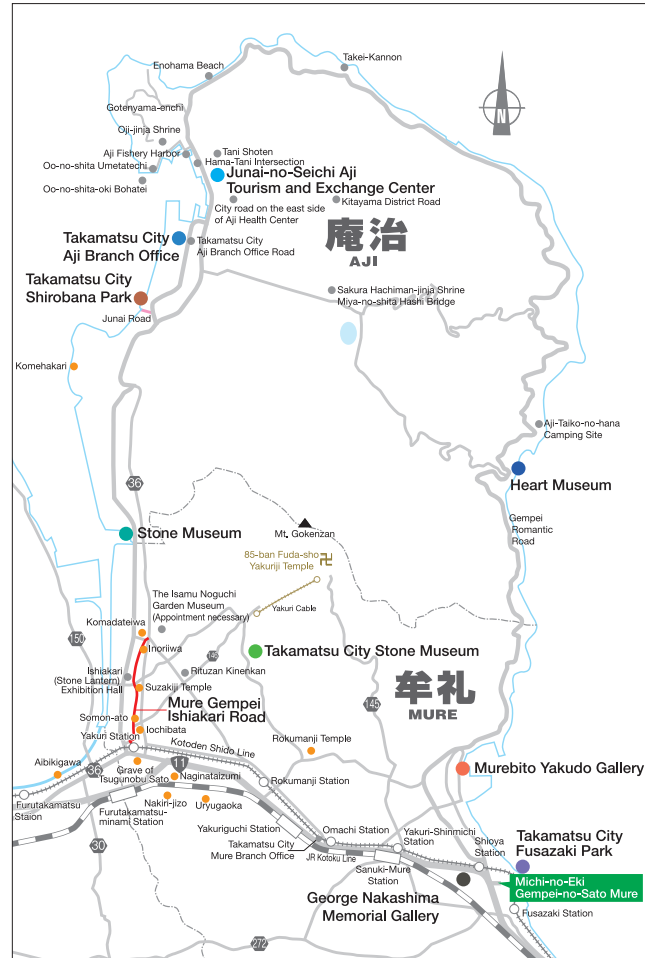 Takei-Kannon
Enohama Beach
N
Gotenyama-enchi
Oji-jinja Shrine
Aji Fishery Harbor
Tani Shoten
Hama-Tani Intersection
Oo-no-shita Umetatechi
Junai-no-Seichi Aji
Tourism and Exchange Center
Oo-no-shita-oki Bohatei
City road on the east side
of Aji Health Center
Kitayama District Road
庵治
AJI
Takamatsu City
Aji Branch Office
Takamatsu City
Aji Branch Office Road
Takamatsu City
Shirobana Park
Sakura Hachiman-jinja Shrine
Miya-no-shita Hashi Bridge
Junai Road
Komehakari
Aji-Taiko-no-hana
Camping Site
Heart Museum
36
Gempei
Romantic
Road
Stone Museum
Mt. Gokenzan
85-ban Fuda-sho
Yakuriji Temple
卍
Yakuri Cable
The Isamu Noguchi
Garden Museum
(Appointment necessary)
Komadateiwa
150
Inoriiwa
146
Takamatsu City Stone Museum
Ishiakari
(Stone Lantern)
Exhibition Hall
Rituzan Kinenkan
Suzakiji Temple
牟礼
MURE
Mure Gempei
Ishiakari Road
145
Somon-ato
Iochibata
Yakuri Station
Kotoden Shido Line
Rokumanji Temple
Aibikigawa
36
Grave of
Tsugunobu Sato
11
Naginataizumi
Rokumanji Station
Murebito Yakudo Gallery
Furutakamatsu
Staion
Nakiri-jizo
Uryugaoka
Furutakamatsu-
minami Station
Yakuriguchi Station
Omachi Station
Yakuri-Shinmichi
Station
Shioya
Station
Takamatsu City
Fusazaki Park
30
Takamatsu City
Mure Branch Office
JR Kotoku Line
Sanuki-Mure
Station
Michi-no-Eki
Gempei-no-Sato Mure
George Nakashima
Memorial Gallery
Fusazaki Station
272